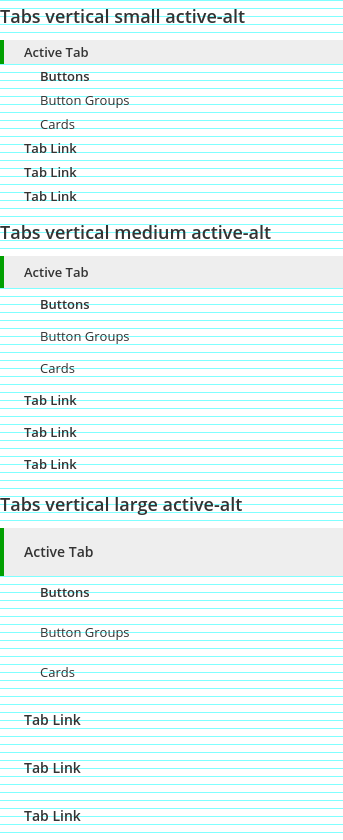 Tabs vertical small active-alt
Active Tab
Buttons
Button Groups
Cards
Tab Link
Tab Link
Tab Link
Tabs vertical medium active-alt
Active Tab
Buttons
Button Groups
Cards
Tab Link
Tab Link
Tab Link
Tabs vertical large active-alt
Active Tab
Buttons
Button Groups
Cards
Tab Link
Tab Link
Tab Link